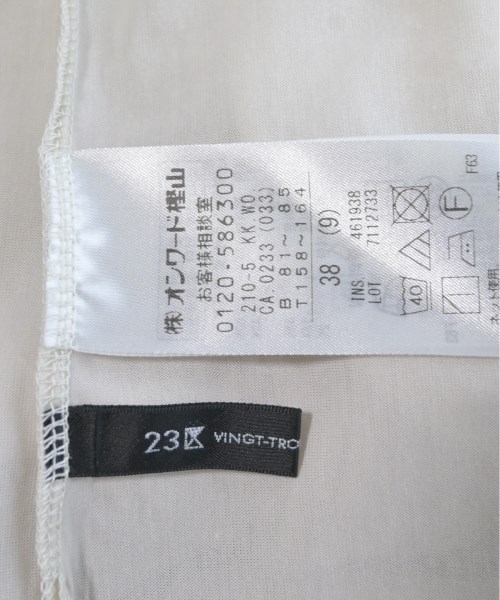 (株)オンワード樫山
お客様相談室
0120-586300
210-5 KK WO
CA.0233 (033)
B 81～ 85
T158～164
38 (9)
INS 461938
LOT 7112733
40
F
F63
23区 VINGT-TRO